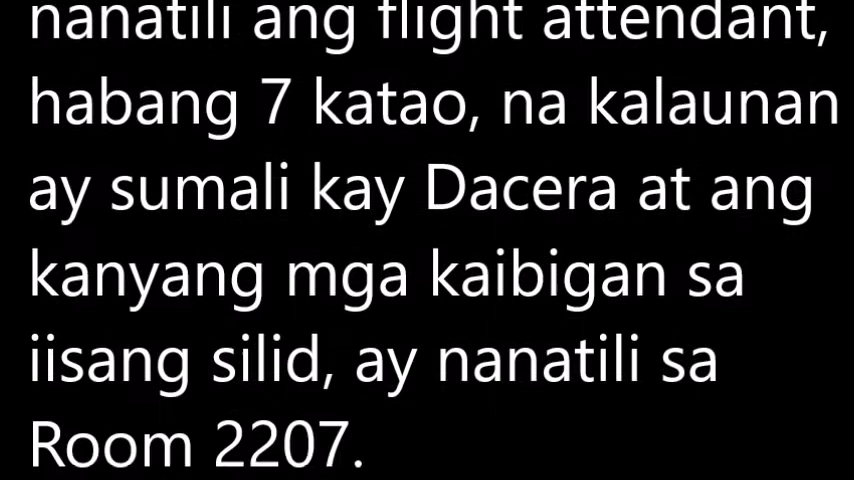 nanatili ang flight attendant,
habang 7 katao, na kalaunan
ay sumali kay Dacera at ang
kanyang mga kaibigan sa
iisang silid, ay nanatili sa
Room 2207.